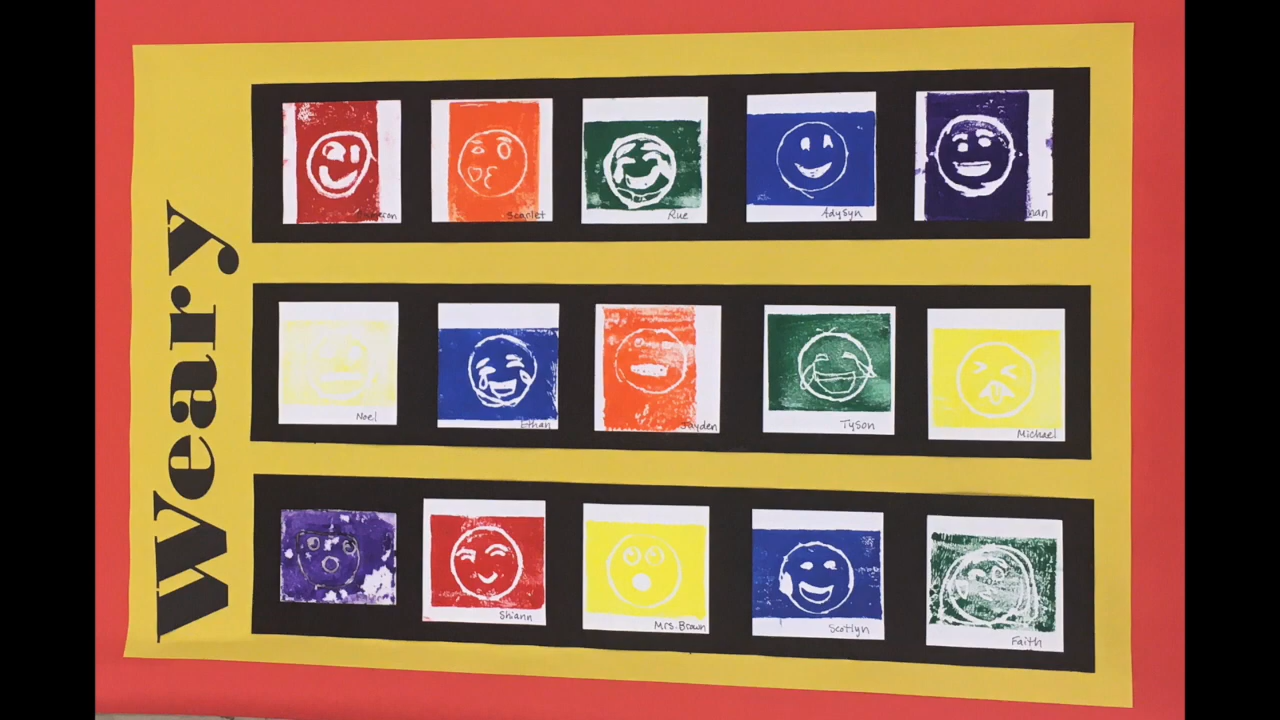 Weary
Scarlet
Rue
Adysyn
Noel
Ethan
Jayden
Tyson
Michael
Shiann
Mrs. Brown
Scotlyn
Faith